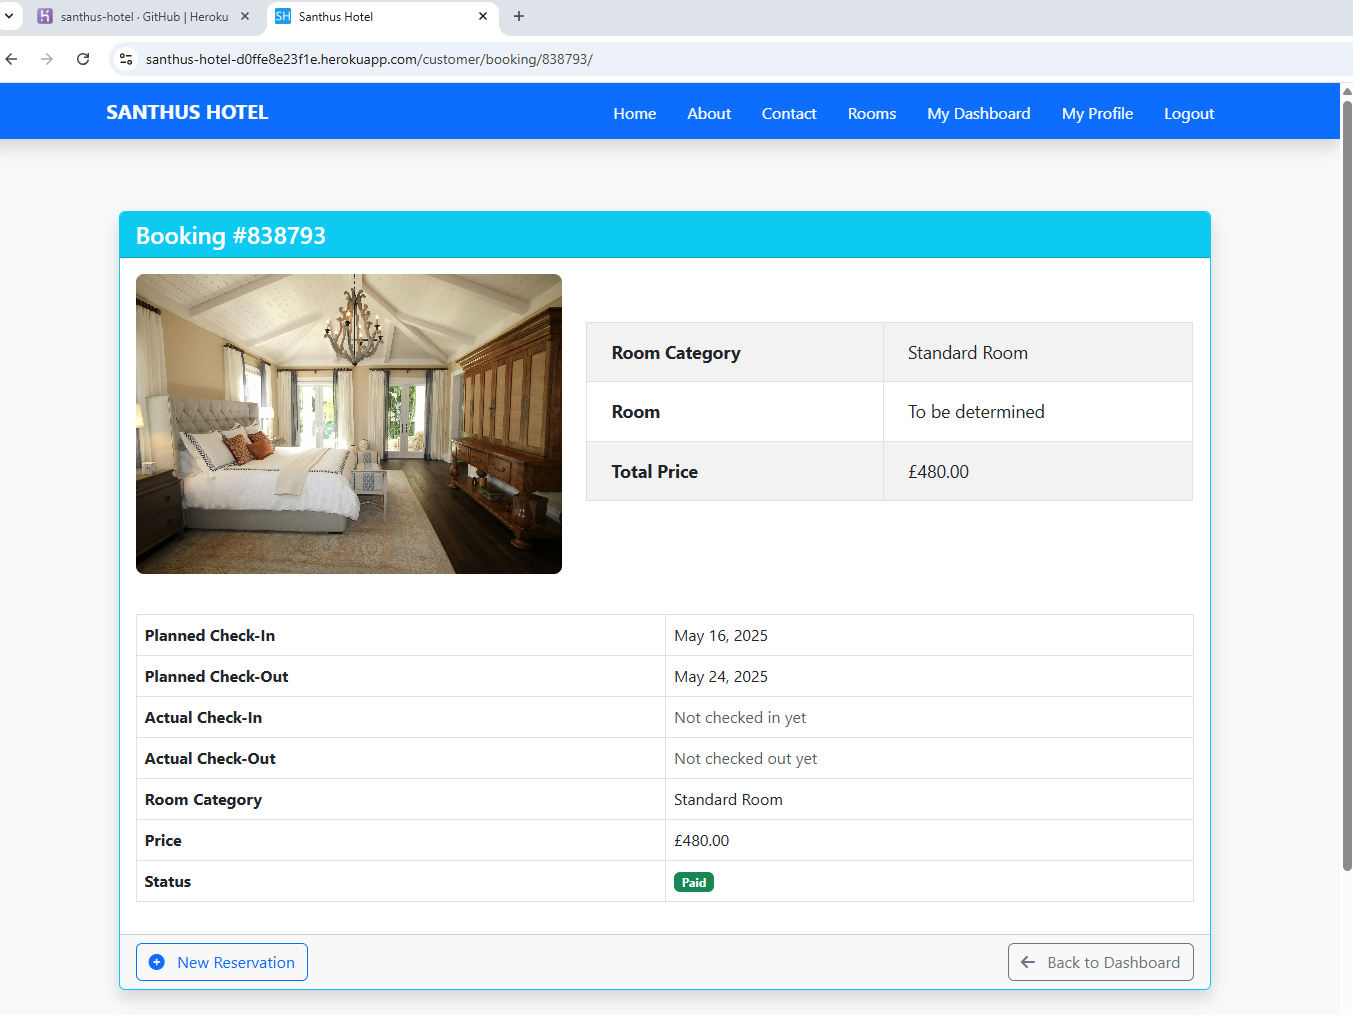 santhus-hotel · GitHub | Heroku
SH Santhus Hotel
santhus-hotel-d0ffe8e23f1e.herokuapp.com/customer/booking/838793/
SANTHUS HOTEL Home About Contact Rooms My Dashboard My Profile Logout
Booking #838793
Room Category Standard Room
Room To be determined
Total Price £480.00
Planned Check-In May 16, 2025
Planned Check-Out May 24, 2025
Actual Check-In Not checked in yet
Actual Check-Out Not checked out yet
Room Category Standard Room
Price £480.00
Status Paid
New Reservation Back to Dashboard